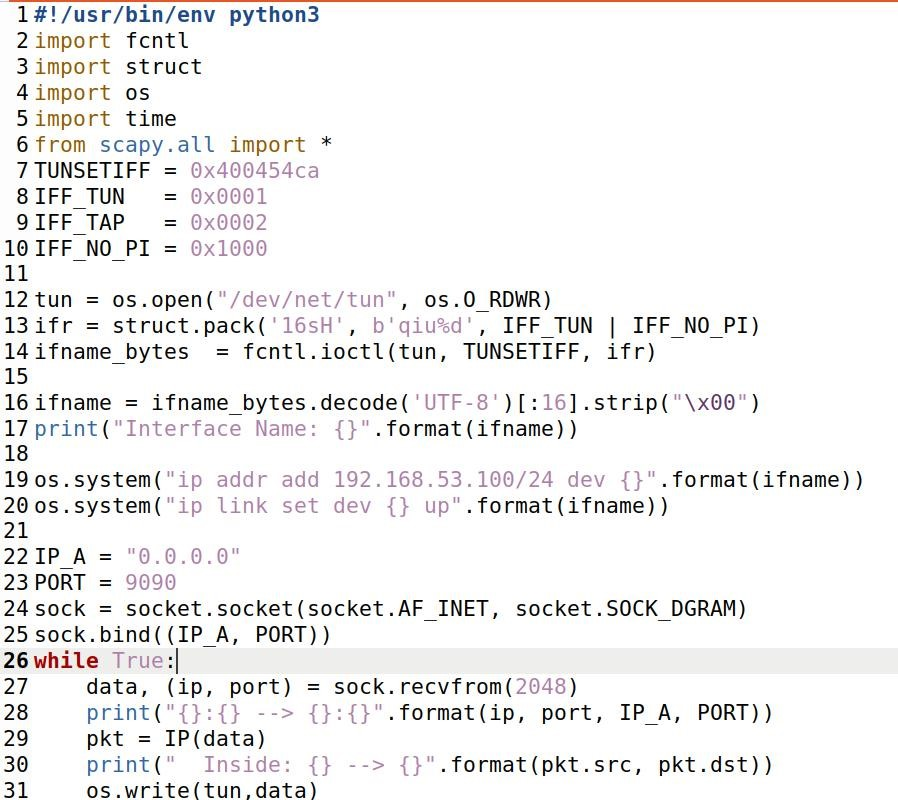 1 #!/usr/bin/env python3
2 import fcntl
3 import struct
4 import os
5 import time
6 from scapy.all import *
7 TUNSETIFF = 0x400454ca
8 IFF_TUN   = 0x0001
9 IFF_TAP   = 0x0002
10 IFF_NO_PI = 0x1000
11
12 tun = os.open("/dev/net/tun", os.O_RDWR)
13 ifr = struct.pack('16sH', b'qiu%d', IFF_TUN | IFF_NO_PI)
14 ifname_bytes  = fcntl.ioctl(tun, TUNSETIFF, ifr)
15
16 ifname = ifname_bytes.decode('UTF-8')[:16].strip("\x00")
17 print("Interface Name: {}".format(ifname))
18
19 os.system("ip addr add 192.168.53.100/24 dev {}".format(ifname))
20 os.system("ip link set dev {} up".format(ifname))
21
22 IP_A = "0.0.0.0"
23 PORT = 9090
24 sock = socket.socket(socket.AF_INET, socket.SOCK_DGRAM)
25 sock.bind((IP_A, PORT))
26 while True:
27     data, (ip, port) = sock.recvfrom(2048)
28     print("{}:{} --> {}:{}".format(ip, port, IP_A, PORT))
29     pkt = IP(data)
30     print("  Inside: {} --> {}".format(pkt.src, pkt.dst))
31     os.write(tun,data)